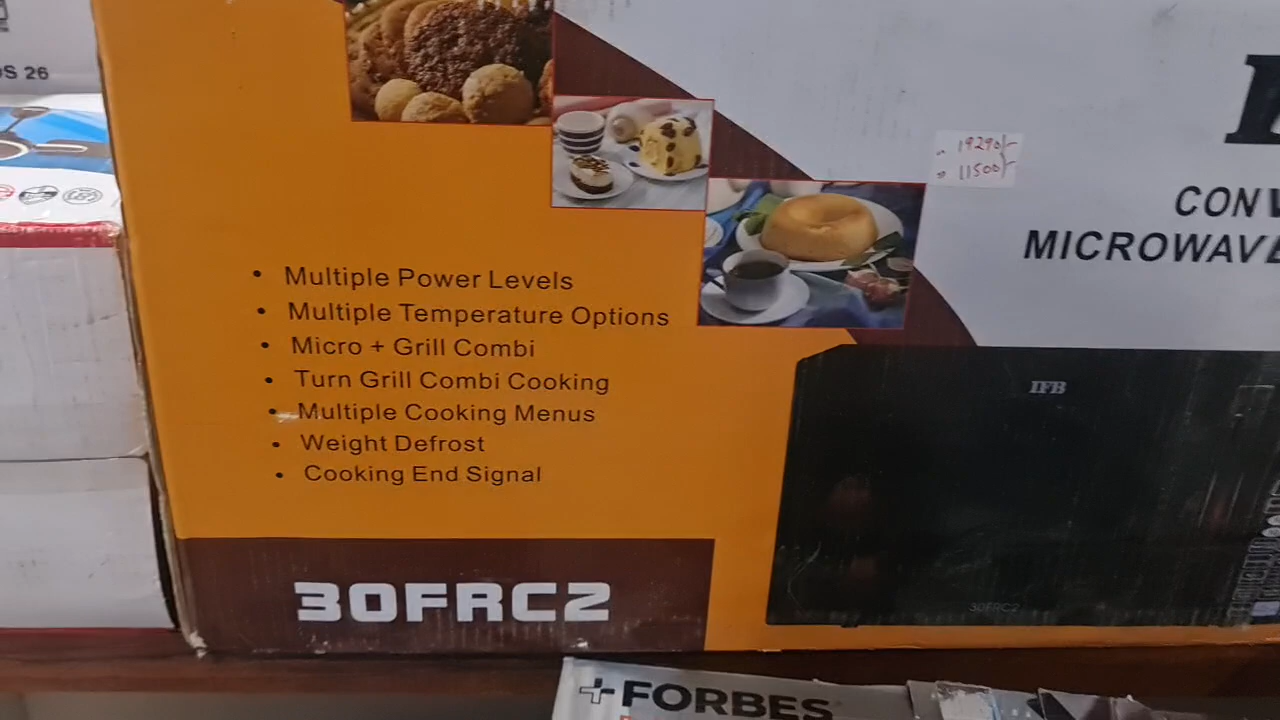 OS 26
19290/-
11500/-
CONV
MICROWAVE
• Multiple Power Levels
• Multiple Temperature Options
• Micro + Grill Combi
• Turn Grill Combi Cooking
• Multiple Cooking Menus
• Weight Defrost
• Cooking End Signal
IFB
30FRC2
30FRC2
FORBES